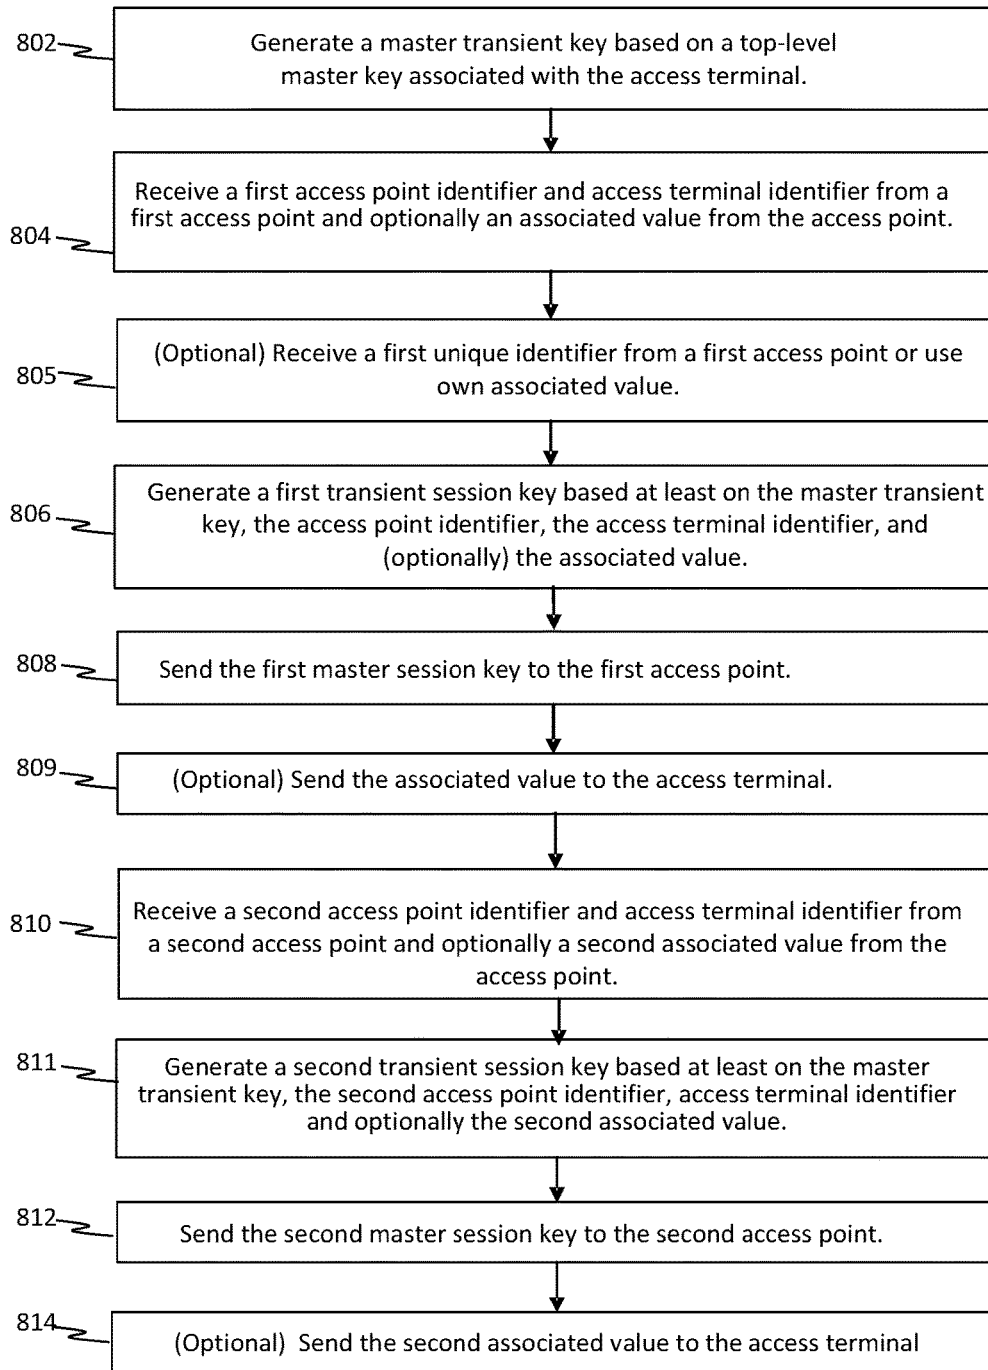 802
Generate a master transient key based on a top-level
master key associated with the access terminal.
804
Receive a first access point identifier and access terminal identifier from a
first access point and optionally an associated value from the access point.
805
(Optional) Receive a first unique identifier from a first access point or use
own associated value.
806
Generate a first transient session key based at least on the master transient
key, the access point identifier, the access terminal identifier, and
(optionally) the associated value.
808
Send the first master session key to the first access point.
809
(Optional) Send the associated value to the access terminal.
810
Receive a second access point identifier and access terminal identifier from
a second access point and optionally a second associated value from the
access point.
811
Generate a second transient session key based at least on the master
transient key, the second access point identifier, access terminal identifier
and optionally the second associated value.
812
Send the second master session key to the second access point.
814
(Optional) Send the second associated value to the access terminal